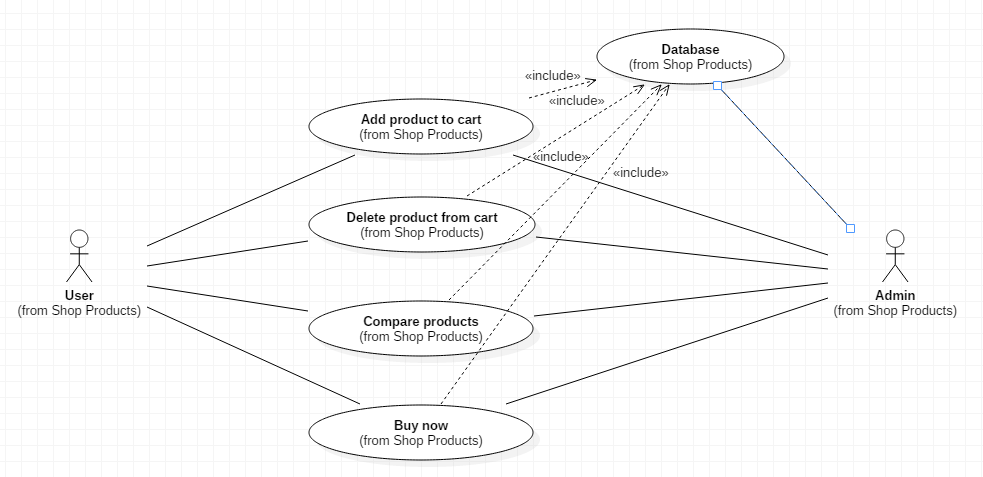 Database
(from Shop Products)
«include»
«include»
Add product to cart
(from Shop Products)
«include»
«include»
Delete product from cart
(from Shop Products)
User
(from Shop Products)
Admin
(from Shop Products)
Compare products
(from Shop Products)
Buy now
(from Shop Products)